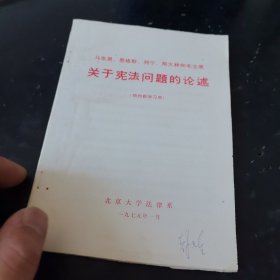 马克思、恩格斯、列宁、斯大林和毛主席
关于宪法问題的论述
（供内部学习用）
北京大学法律系
一九七六年一月